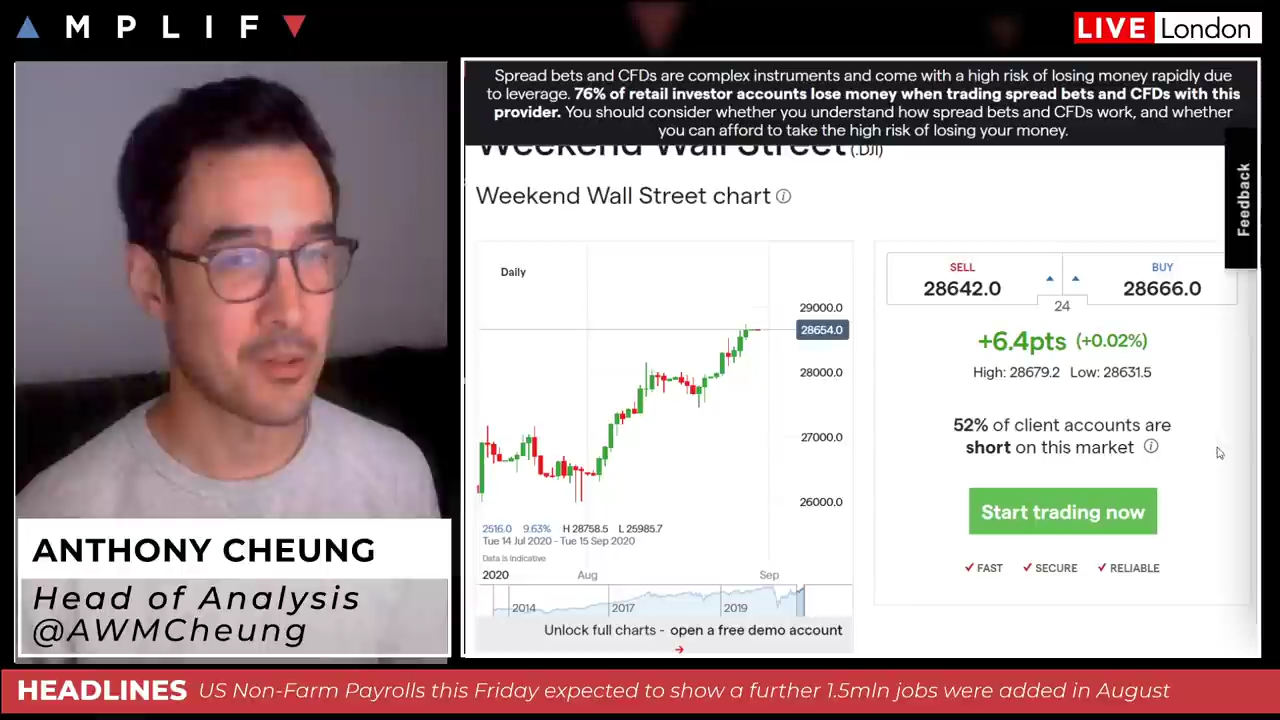 AMPLIFY
LIVE London
Spread bets and CFDs are complex instruments and come with a high risk of losing money rapidly due
to leverage. 76% of retail investor accounts lose money when trading spread bets and CFDs with this
provider. You should consider whether you understand how spread bets and CFDs work, and whether
you can afford to take the high risk of losing your money.
Weekend Wall Street (.DJI)
Weekend Wall Street chart
Feedback
Daily
29000.0
28654.0
28000.0
27000.0
26000.0
2516.0 9.63% H 28758.5 L 25985.7
Tue 14 Jul 2020 - Tue 15 Sep 2020
Data is indicative
2020 Aug Sep
2014 2017 2019
Unlock full charts - open a free demo account
SELL
28642.0
BUY
28666.0
24
+6.4pts (+0.02%)
High: 28679.2 Low: 28631.5
52% of client accounts are
short on this market
Start trading now
FAST SECURE RELIABLE
ANTHONY CHEUNG
Head of Analysis
@AWMCheung
HEADLINES US Non-Farm Payrolls this Friday expected to show a further 1.5mln jobs were added in August